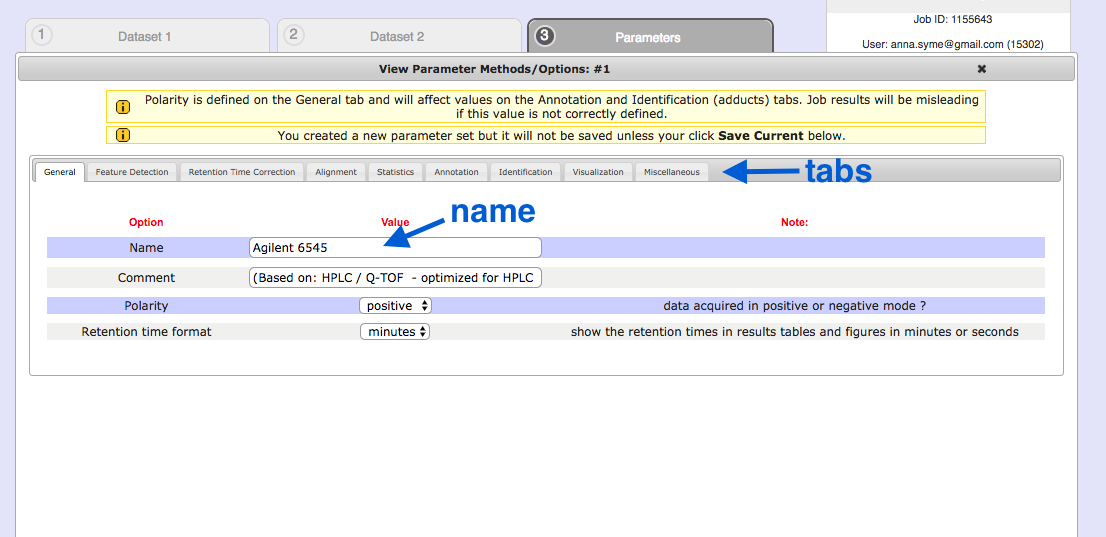 Job ID: 1155643
1 Dataset 1 2 Dataset 2 3 Parameters
User: anna.syme@gmail.com (15302)
View Parameter Methods/Options: #1 ✖
i Polarity is defined on the General tab and will affect values on the Annotation and Identification (adducts) tabs. Job results will be misleading
if this value is not correctly defined.
i You created a new parameter set but it will not be saved unless your click Save Current below.
General Feature Detection Retention Time Correction Alignment Statistics Annotation Identification Visualization Miscellaneous tabs
name
Option Value Note:
Name Agilent 6545
Comment (Based on: HPLC / Q-TOF - optimized for HPLC
Polarity positive data acquired in positive or negative mode ?
Retention time format minutes show the retention times in results tables and figures in minutes or seconds